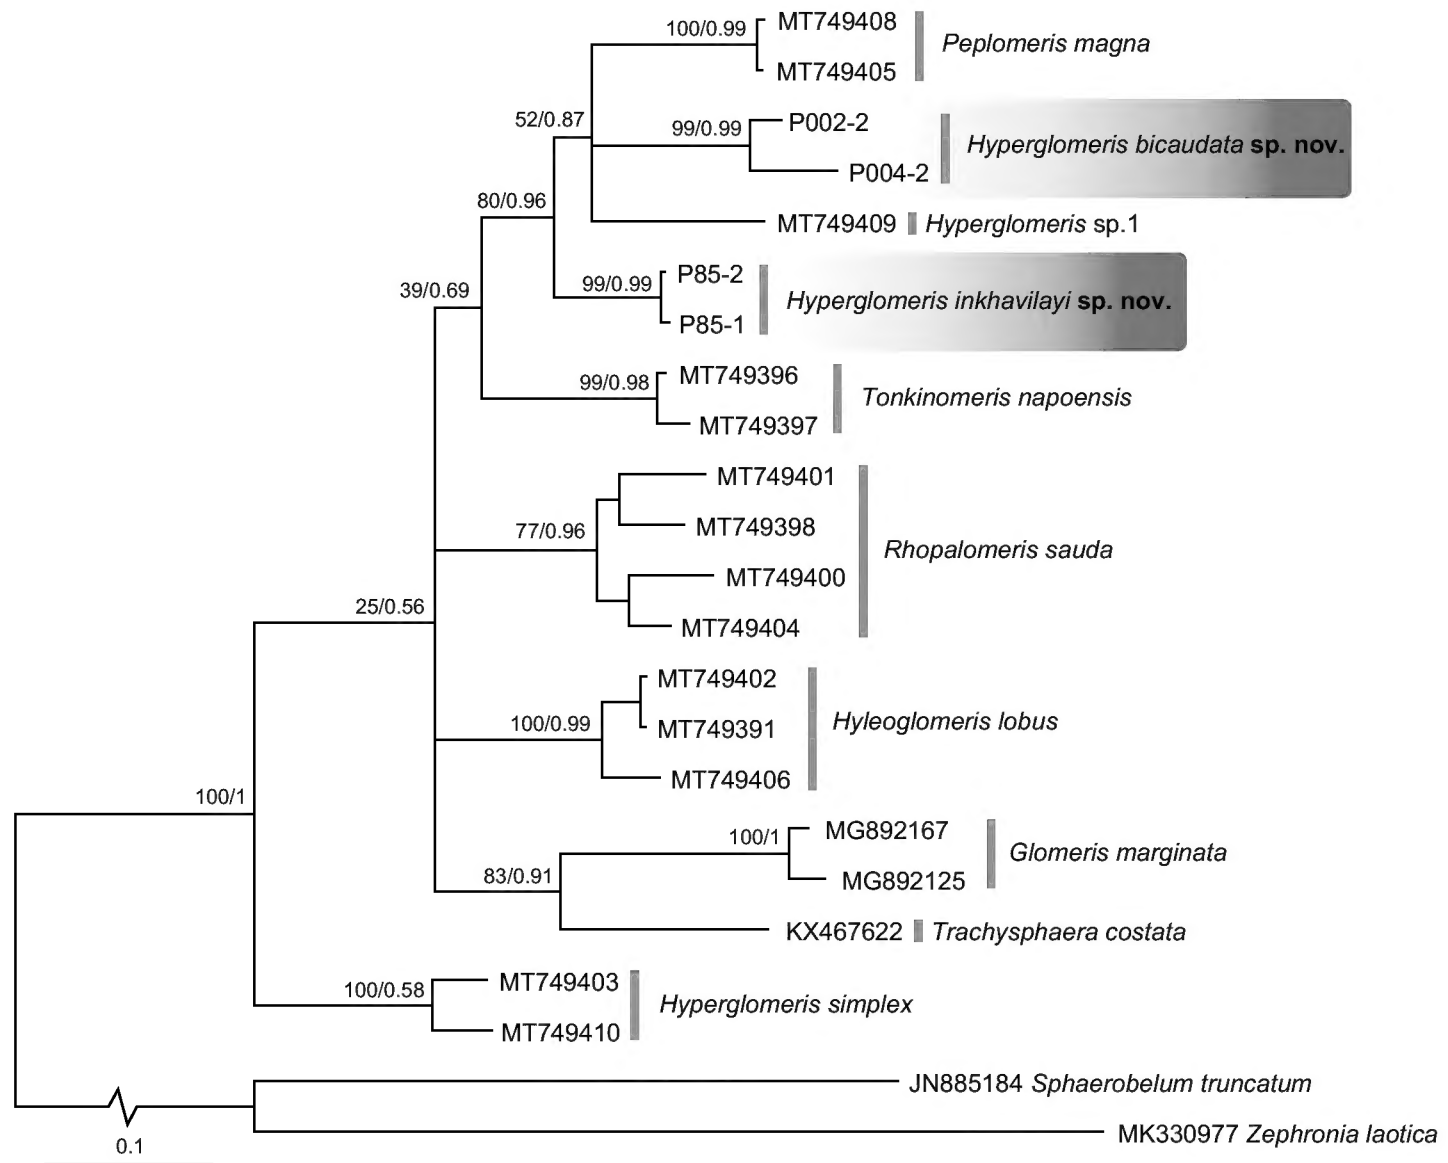 100/0.99 MT749408
Peplomeris magna
MT749405
52/0.87
99/0.99 P002-2
Hyperglomeris bicaudata sp. nov.
P004-2
80/0.96
MT749409 Hyperglomeris sp.1
39/0.69
99/0.99 P85-2
Hyperglomeris inkhavilayi sp. nov.
P85-1
99/0.98 MT749396
Tonkinomeris napoensis
MT749397
MT749401
77/0.96 MT749398
Rhopalomeris sauda
MT749400
25/0.56
MT749404
MT749402
100/0.99 MT749391
Hyleoglomeris lobus
MT749406
100/1
100/1 MG892167
Glomeris marginata
83/0.91 MG892125
KX467622 Trachysphaera costata
100/0.58 MT749403
Hyperglomeris simplex
MT749410
JN885184 Sphaerobelum truncatum
MK330977 Zephronia laotica
0.1